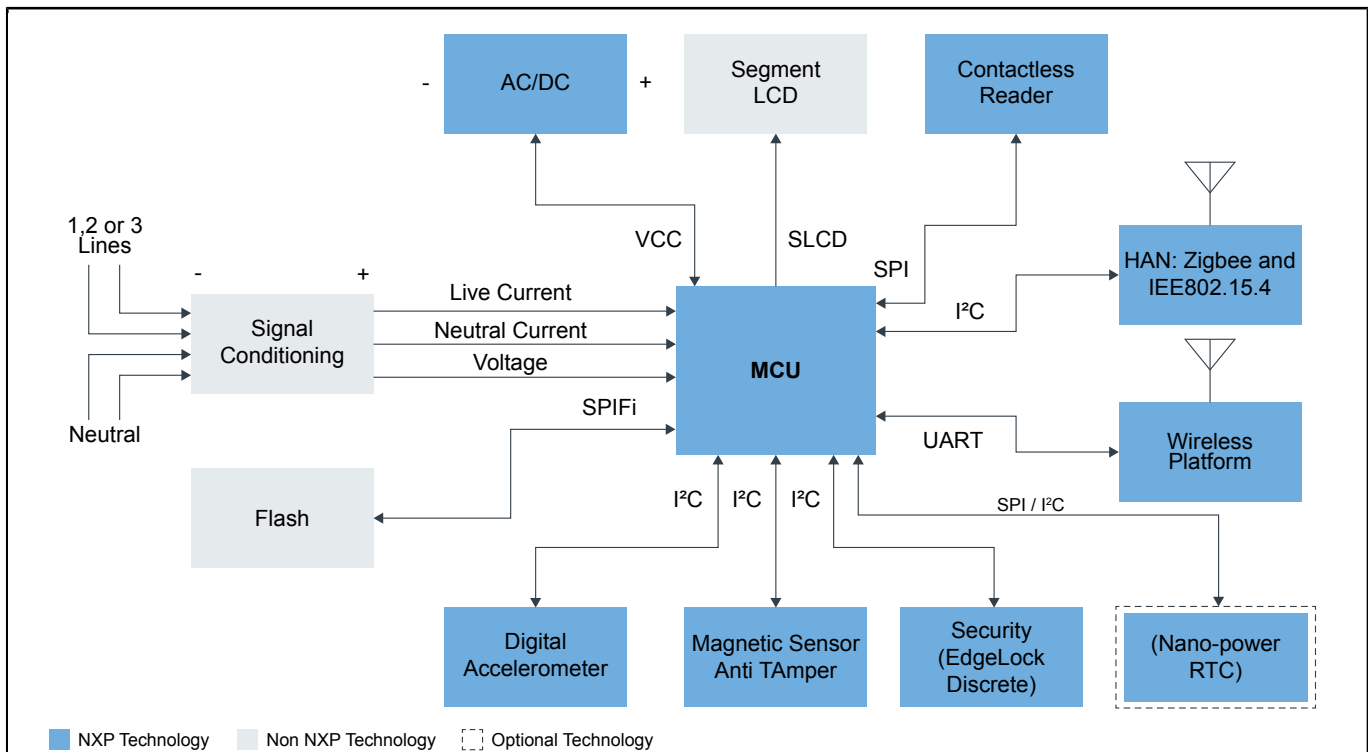 -
AC/DC
+
Segment
LCD
Contactless
Reader
1,2 or 3
Lines
VCC
SLCD
SPI
HAN: Zigbee and
IEE802.15.4
-
+
Signal
Conditioning
Live Current
Neutral Current
Voltage
I²C
MCU
SPIFi
Neutral
UART
Wireless
Platform
Flash
I²C
I²C
I²C
SPI / I²C
Digital
Accelerometer
Magnetic Sensor
Anti TAmper
Security
(EdgeLock
Discrete)
(Nano-power
RTC)
NXP Technology
Non NXP Technology
Optional Technology